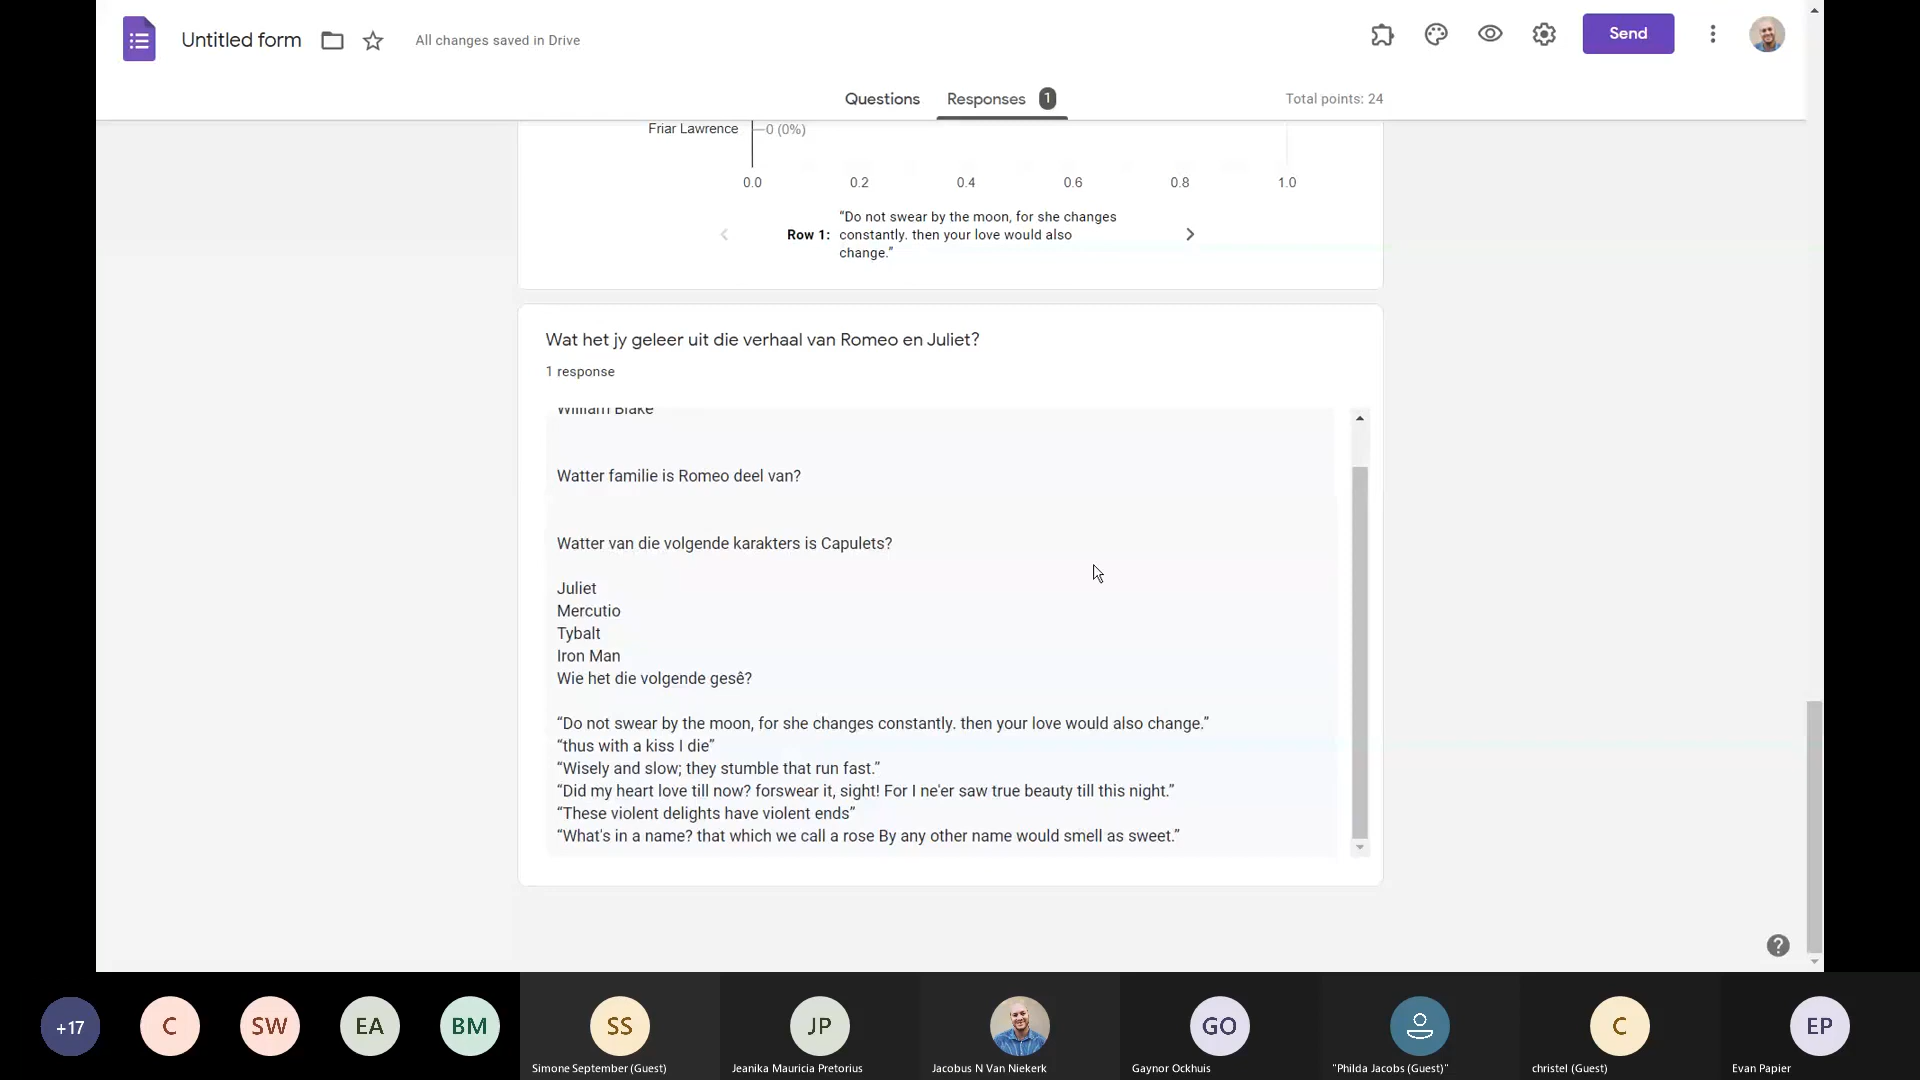 Untitled form
All changes saved in Drive
Send
Questions
Responses
1
Total points: 24
Friar Lawrence
0 (0%)
0.0 0.2 0.4 0.6 0.8 1.0
Row 1:
“Do not swear by the moon, for she changes
constantly. then your love would also
change.”
Wat het jy geleer uit die verhaal van Romeo en Juliet?
1 response
William Blake
Watter familie is Romeo deel van?
Watter van die volgende karakters is Capulets?
Juliet
Mercutio
Tybalt
Iron Man
Wie het die volgende gesê?
“Do not swear by the moon, for she changes constantly. then your love would also change.”
“thus with a kiss I die”
“Wisely and slow; they stumble that run fast.”
“Did my heart love till now? forswear it, sight! For I ne'er saw true beauty till this night.”
“These violent delights have violent ends”
“What's in a name? that which we call a rose By any other name would smell as sweet.”
?
+17
C
SW
EA
BM
SS
JP
GO
C
EP
Simone September (Guest)
Jeanika Mauricia Pretorius
Jacobus N Van Niekerk
Gaynor Ockhuis
"Philda Jacobs (Guest)"
christel (Guest)
Evan Papier